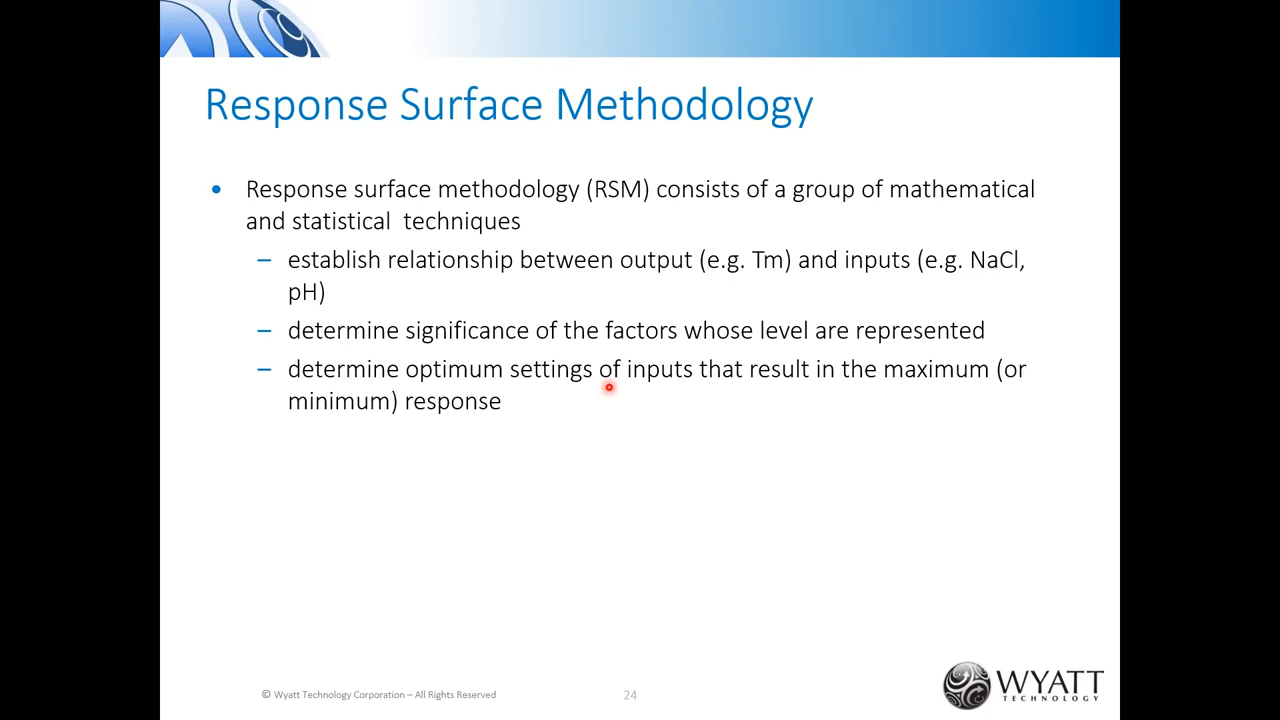 Response Surface Methodology
• Response surface methodology (RSM) consists of a group of mathematical
and statistical  techniques
– establish relationship between output (e.g. Tm) and inputs (e.g. NaCl,
pH)
– determine significance of the factors whose level are represented
– determine optimum settings of inputs that result in the maximum (or
minimum) response
© Wyatt Technology Corporation – All Rights Reserved
24
WYATT
TECHNOLOGY